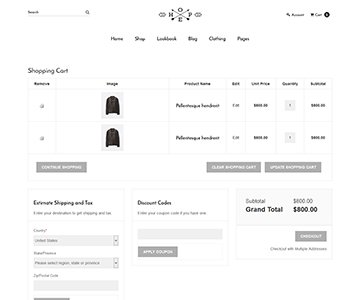 Search
HOPE
Account
Cart 0
Home Shop Lookbook Blog Clothing Pages
Shopping Cart
Remove Image Product Name Edit Unit Price Quantity Subtotal
Pellentesque hendrerit Edit $800.00 1 $800.00
Pellentesque hendrerit Edit $800.00 1 $800.00
CONTINUE SHOPPING CLEAR SHOPPING CART UPDATE SHOPPING CART
Estimate Shipping and Tax
Enter your destination to get shipping and tax.
Country*
United States
State/Province
Please select region, state or province
Zip/Postal Code
Discount Codes
Enter your coupon code if you have one.
APPLY COUPON
Subtotal $800.00
Grand Total $800.00
CHECKOUT
Checkout with Multiple Addresses